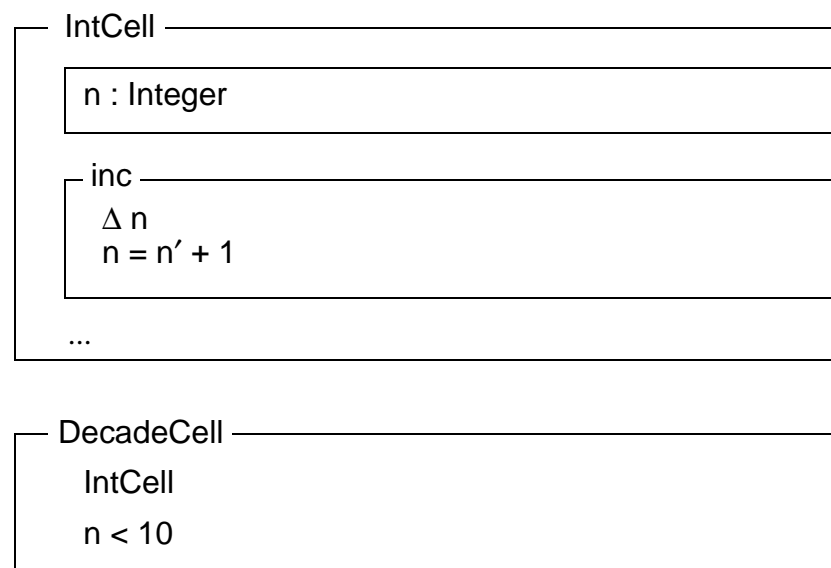 IntCell
n : Integer
inc
Δ n
n = n′ + 1
...
DecadeCell
IntCell
n < 10